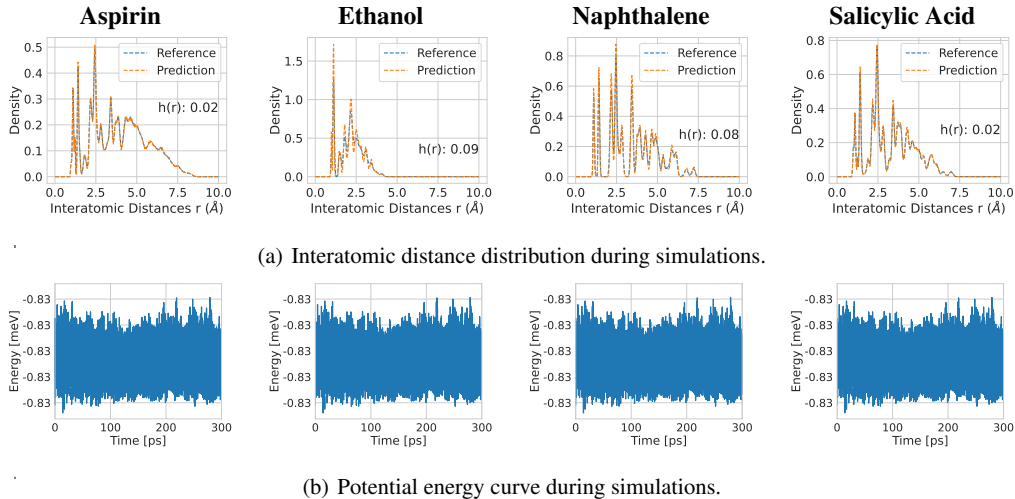 Aspirin Ethanol Naphthalene Salicylic Acid
0.5
0.4
0.3
0.2
0.1
0.0
Density
Reference
Prediction
h(r): 0.02
0.0 2.5 5.0 7.5 10.0
Interatomic Distances r (Å)
1.5
1.0
0.5
0.0
Density
Reference
Prediction
h(r): 0.09
0.0 2.5 5.0 7.5 10.0
Interatomic Distances r (Å)
0.8
0.6
0.4
0.2
0.0
Density
Reference
Prediction
h(r): 0.08
0.0 2.5 5.0 7.5 10.0
Interatomic Distances r (Å)
0.8
0.6
0.4
0.2
0.0
Density
Reference
Prediction
h(r): 0.02
0.0 2.5 5.0 7.5 10.0
Interatomic Distances r (Å)
(a) Interatomic distance distribution during simulations.
-0.83
-0.83
-0.83
-0.83
-0.83
Energy [meV]
0 100 200 300
Time [ps]
-0.83
-0.83
-0.83
-0.83
-0.83
Energy [meV]
0 100 200 300
Time [ps]
-0.83
-0.83
-0.83
-0.83
-0.83
Energy [meV]
0 100 200 300
Time [ps]
-0.83
-0.83
-0.83
-0.83
-0.83
Energy [meV]
0 100 200 300
Time [ps]
(b) Potential energy curve during simulations.